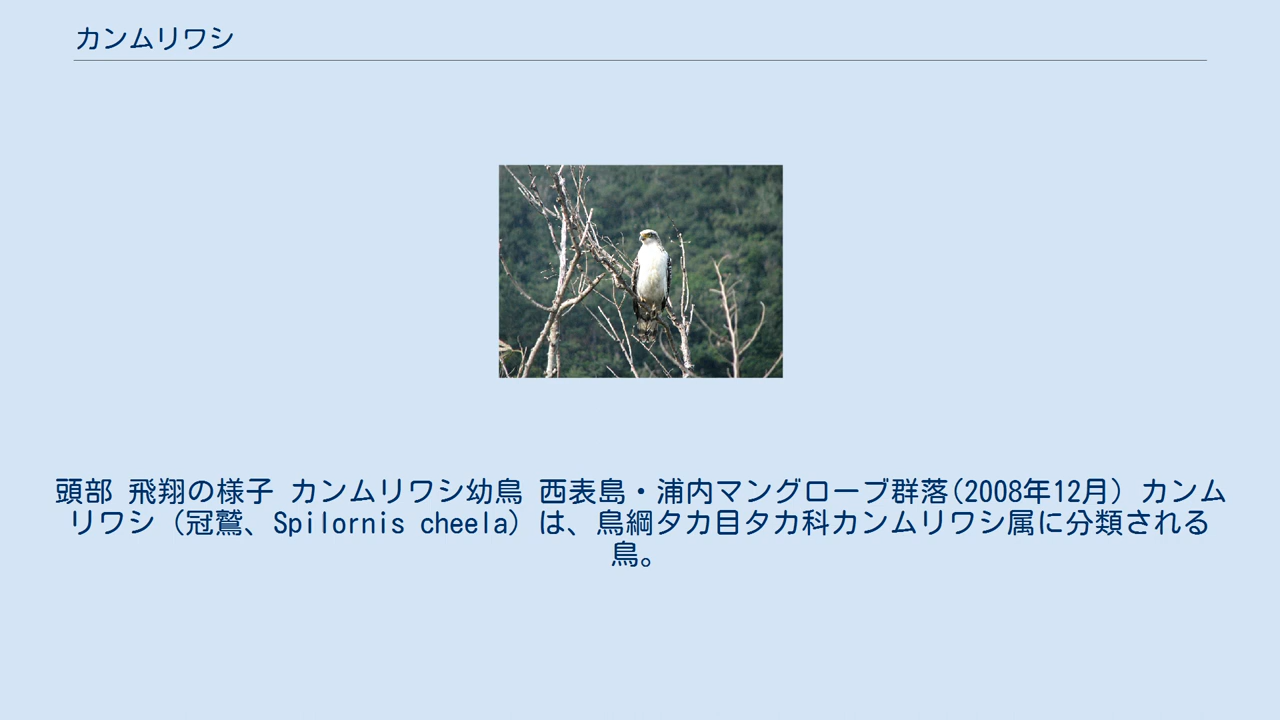 カンムリワシ
頭部 飛翔の様子 カンムリワシ幼鳥 西表島・浦内マングローブ群落(2008年12月) カンム
リワシ (冠鷲、Spilornis cheela) は、鳥綱タカ目タカ科カンムリワシ属に分類される
鳥。